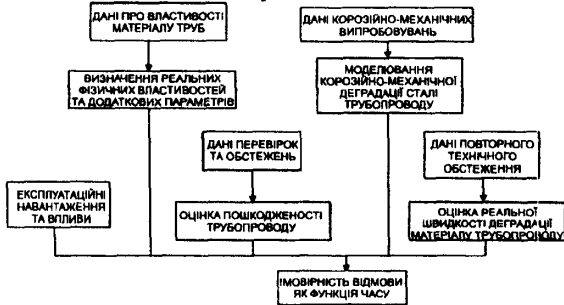 ДАНІ ПРО ВЛАСТИВОСТІ
МАТЕРІАЛУ ТРУБ
ДАНІ КОРОЗІЙНО-МЕХАНІЧНИХ
ВИПРОБОВУВАНЬ
ВИЗНАЧЕННЯ РЕАЛЬНИХ
ФІЗИЧНИХ ВЛАСТИВОСТЕЙ
ТА ДОДАТКОВИХ ПАРАМЕТРІВ
МОДЕЛЮВАННЯ
КОРОЗІЙНО-МЕХАНІЧНОЇ
ДЕГРАДАЦІЇ СТАЛІ
ТРУБОПРОВОДУ
ДАНІ ПЕРЕВІРОК
ТА ОБСТЕЖЕНЬ
ДАНІ ПОВТОРНОГО
ТЕХНІЧНОГО
ОБСТЕЖЕННЯ
ЕКСПЛУАТАЦІЙНІ
НАВАНТАЖЕННЯ
ТА ВПЛИВИ
ОЦІНКА ПОШКОДЖЕНОСТІ
ТРУБОПРОВОДУ
ОЦІНКА РЕАЛЬНОЇ
ШВИДКОСТІ ДЕГРАДАЦІЇ
МАТЕРІАЛУ ТРУБОПРОВОДУ
ІМОВІРНІСТЬ ВІДМОВИ
ЯК ФУНКЦІЯ ЧАСУ